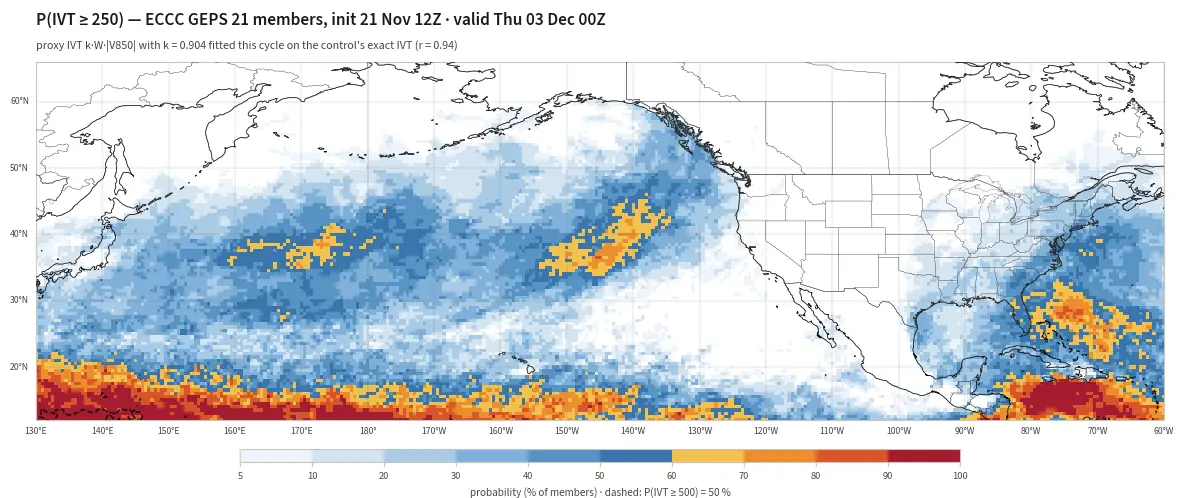 P(IVT ≥ 250) — ECCC GEPS 21 members, init 21 Nov 12Z · valid Thu 03 Dec 00Z
proxy IVT k·W·|V850| with k = 0.904 fitted this cycle on the control's exact IVT (r = 0.94)
60°N
50°N
40°N
30°N
20°N
130°E 140°E 150°E 160°E 170°E 180° 170°W 160°W 150°W 140°W 130°W 120°W 110°W 100°W 90°W 80°W 70°W 60°W
5 10 20 30 40 50 60 70 80 90 100
probability (% of members) · dashed: P(IVT ≥ 500) = 50 %